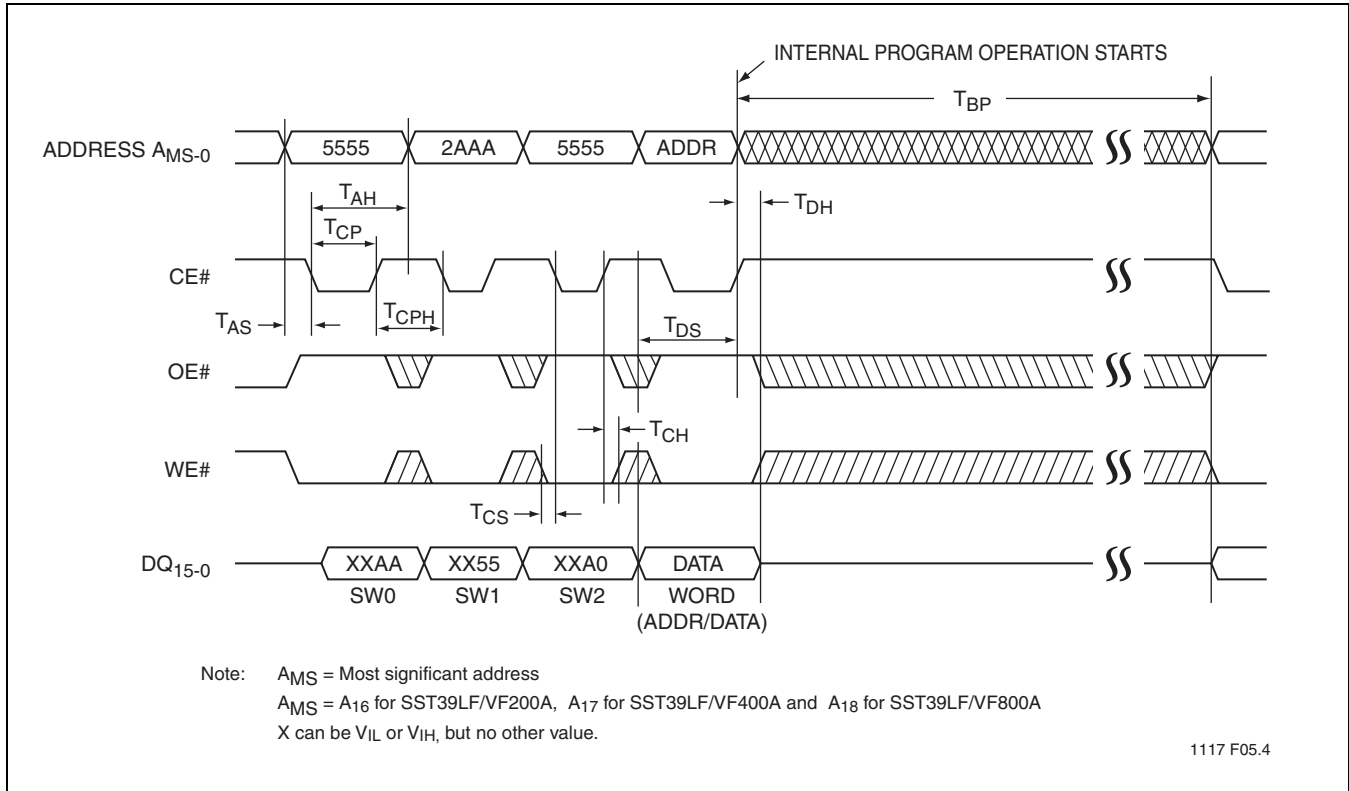 INTERNAL PROGRAM OPERATION STARTS
TBP
ADDRESS AMS-0
5555 2AAA 5555 ADDR
TAH
TDH
TCP
CE#
TAS
TCPH
TDS
OE#
TCH
WE#
TCS
DQ15-0
XXAA XX55 XXA0 DATA
SW0 SW1 SW2 WORD
(ADDR/DATA)
Note: AMS = Most significant address
AMS = A16 for SST39LF/VF200A, A17 for SST39LF/VF400A and A18 for SST39LF/VF800A
X can be VIL or VIH, but no other value.
1117 F05.4